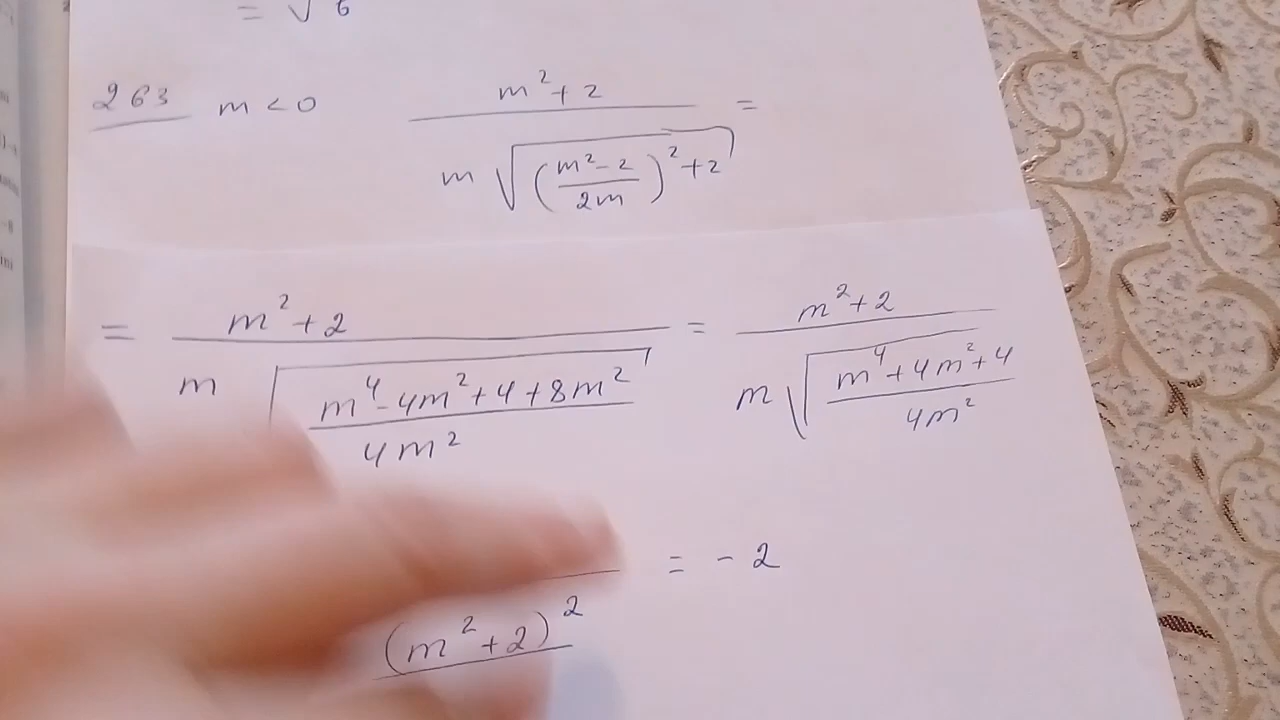 = √6
263 m < 0 (m²+2)/(m√(((m²-2)/(2m))²+2)) =
= (m²+2)/(m√((m⁴-4m²+4+8m²)/(4m²))) = (m²+2)/(m√((m⁴+4m²+4)/(4m²)))
(m²+2)² = -2